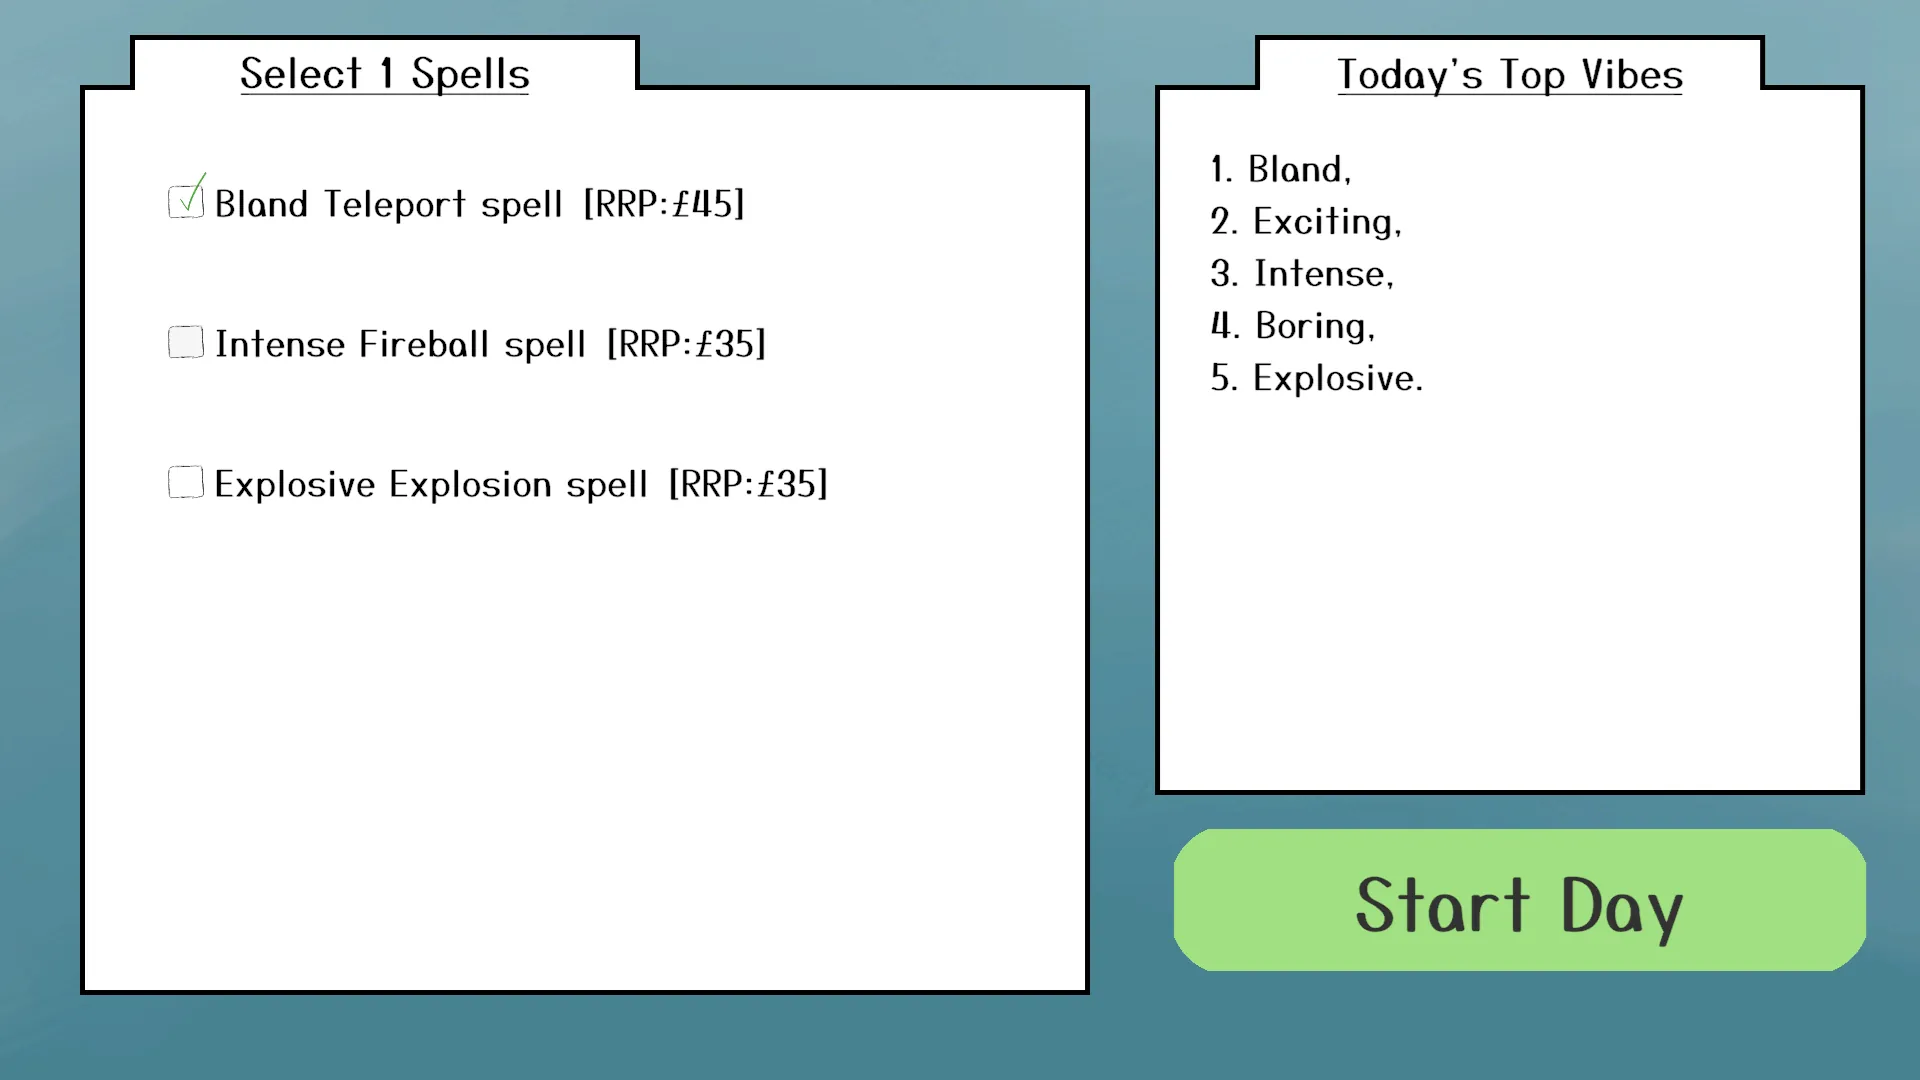 Select 1 Spells
Bland Teleport spell [RRP:£45]
Intense Fireball spell [RRP:£35]
Explosive Explosion spell [RRP:£35]
Today's Top Vibes
1. Bland,
2. Exciting,
3. Intense,
4. Boring,
5. Explosive.
Start Day